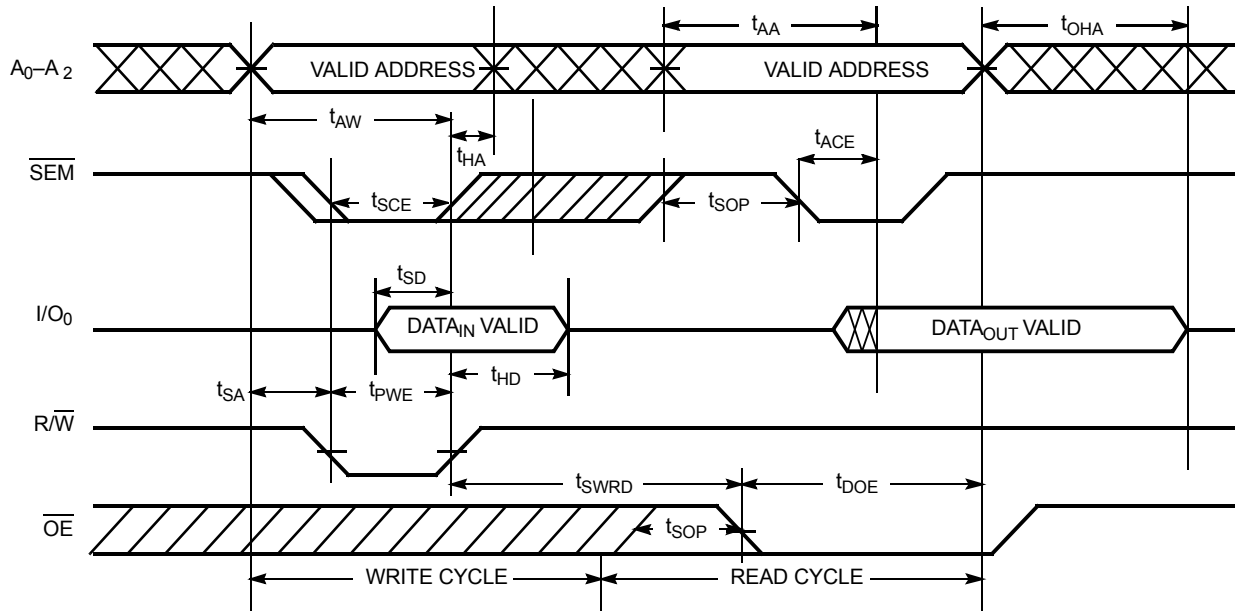 tAA
tOHA
A0–A2
VALID ADDRESS
VALID ADDRESS
tAW
tHA
tACE
SEM
tSCE
tSOP
tSD
I/O0
DATAIN VALID
DATAOUT VALID
tHD
tSA
tPWE
R/W
tSWRD
tDOE
OE
tSOP
WRITE CYCLE
READ CYCLE